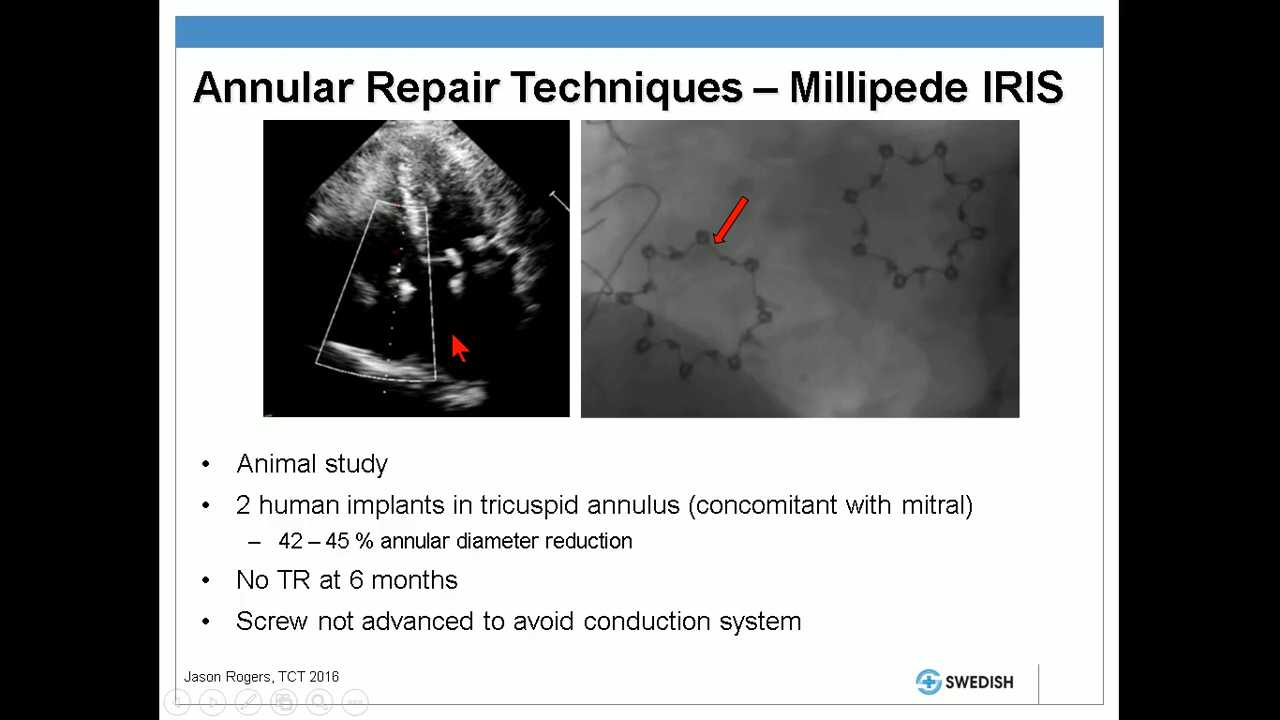 Annular Repair Techniques – Millipede IRIS
• Animal study
• 2 human implants in tricuspid annulus (concomitant with mitral)
– 42 – 45 % annular diameter reduction
• No TR at 6 months
• Screw not advanced to avoid conduction system
Jason Rogers, TCT 2016
SWEDISH